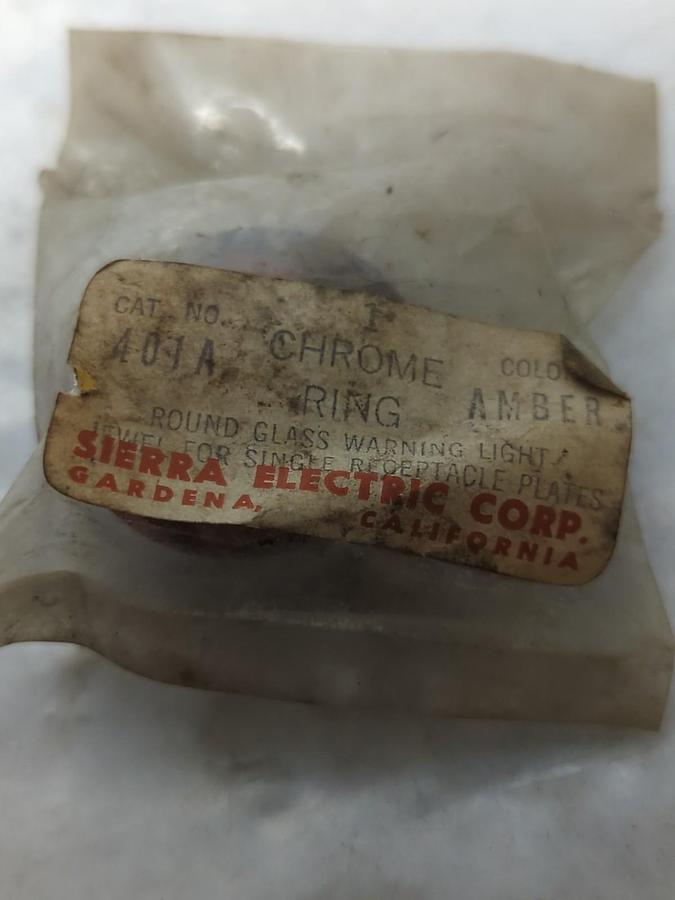 CAT. NO. 1
401A CHROME COLO
RING AMBER
ROUND GLASS WARNING LIGHT
JEWEL FOR SINGLE RECEPTACLE PLATES
SIERRA ELECTRIC CORP.
GARDENA, CALIFORNIA